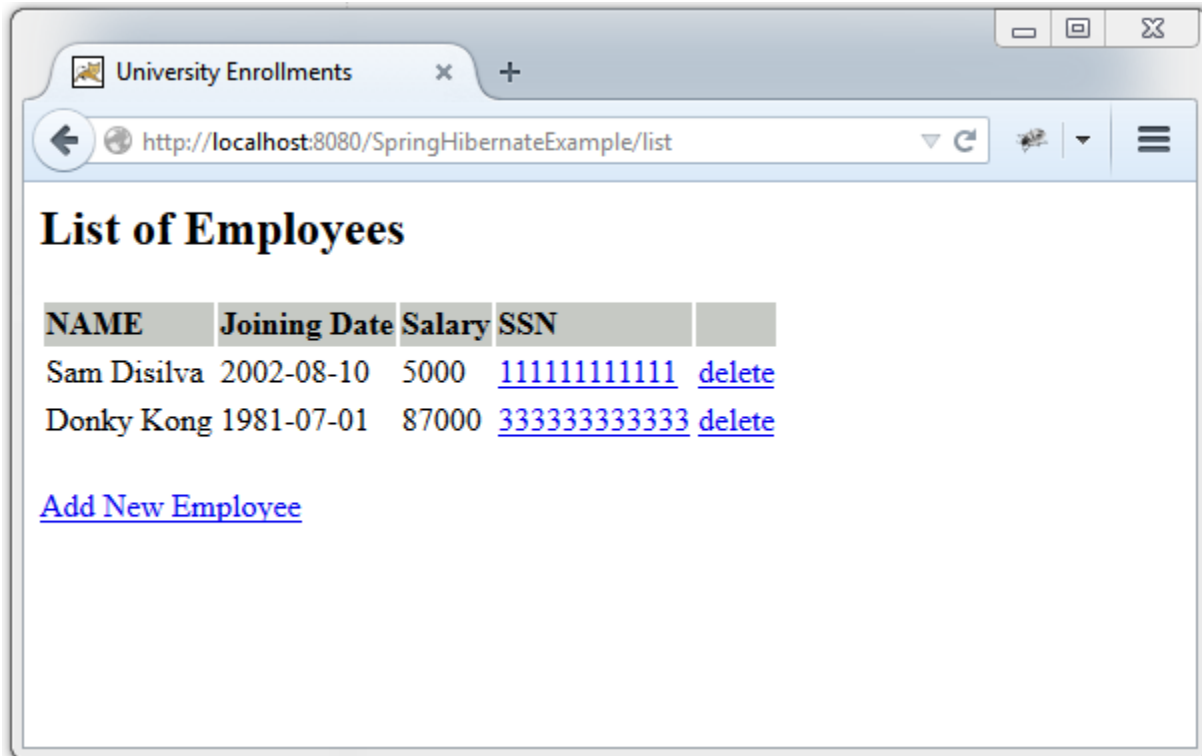 University Enrollments
http://localhost:8080/SpringHibernateExample/list
List of Employees
NAME Joining Date Salary SSN
Sam Disilva 2002-08-10 5000 111111111111 delete
Donky Kong 1981-07-01 87000 333333333333 delete
Add New Employee